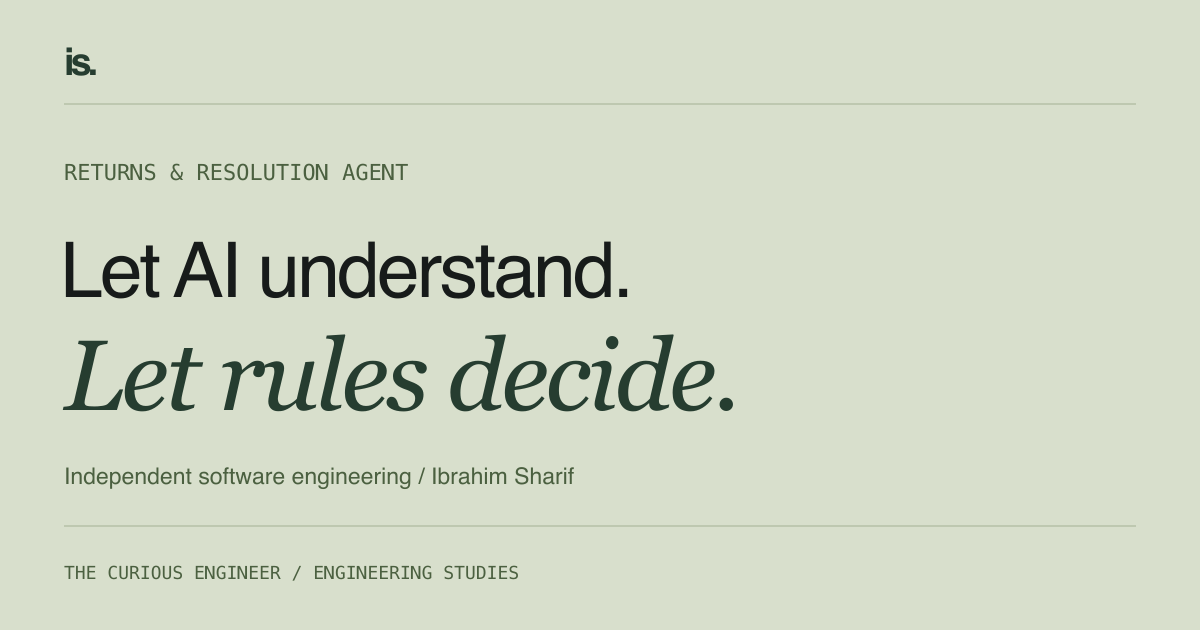 is.
RETURNS & RESOLUTION AGENT
Let AI understand.
Let rules decide.
Independent software engineering / Ibrahim Sharif
THE CURIOUS ENGINEER / ENGINEERING STUDIES